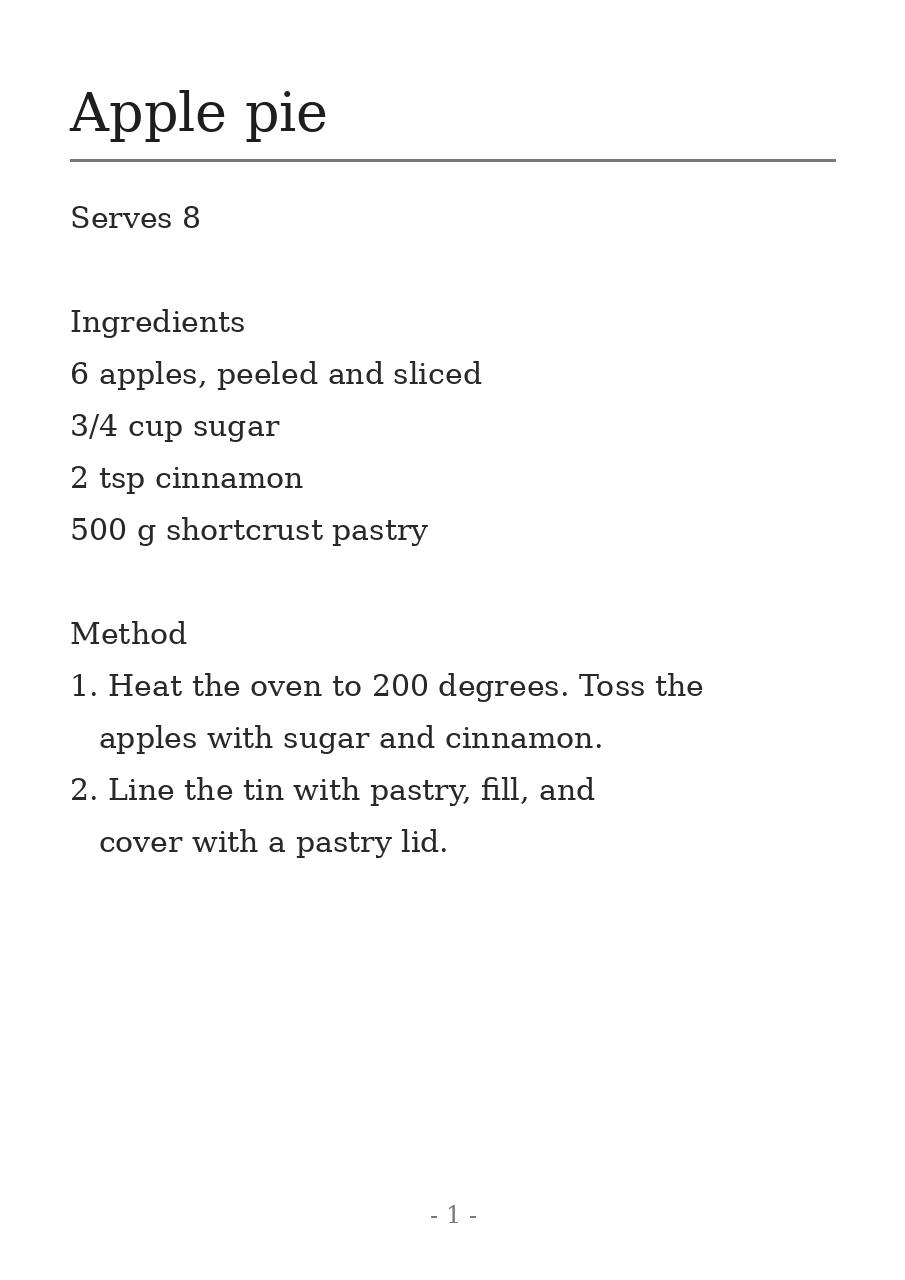 Apple pie
Serves 8
Ingredients
6 apples, peeled and sliced
3/4 cup sugar
2 tsp cinnamon
500 g shortcrust pastry
Method
1. Heat the oven to 200 degrees. Toss the
apples with sugar and cinnamon.
2. Line the tin with pastry, fill, and
cover with a pastry lid.
- 1 -